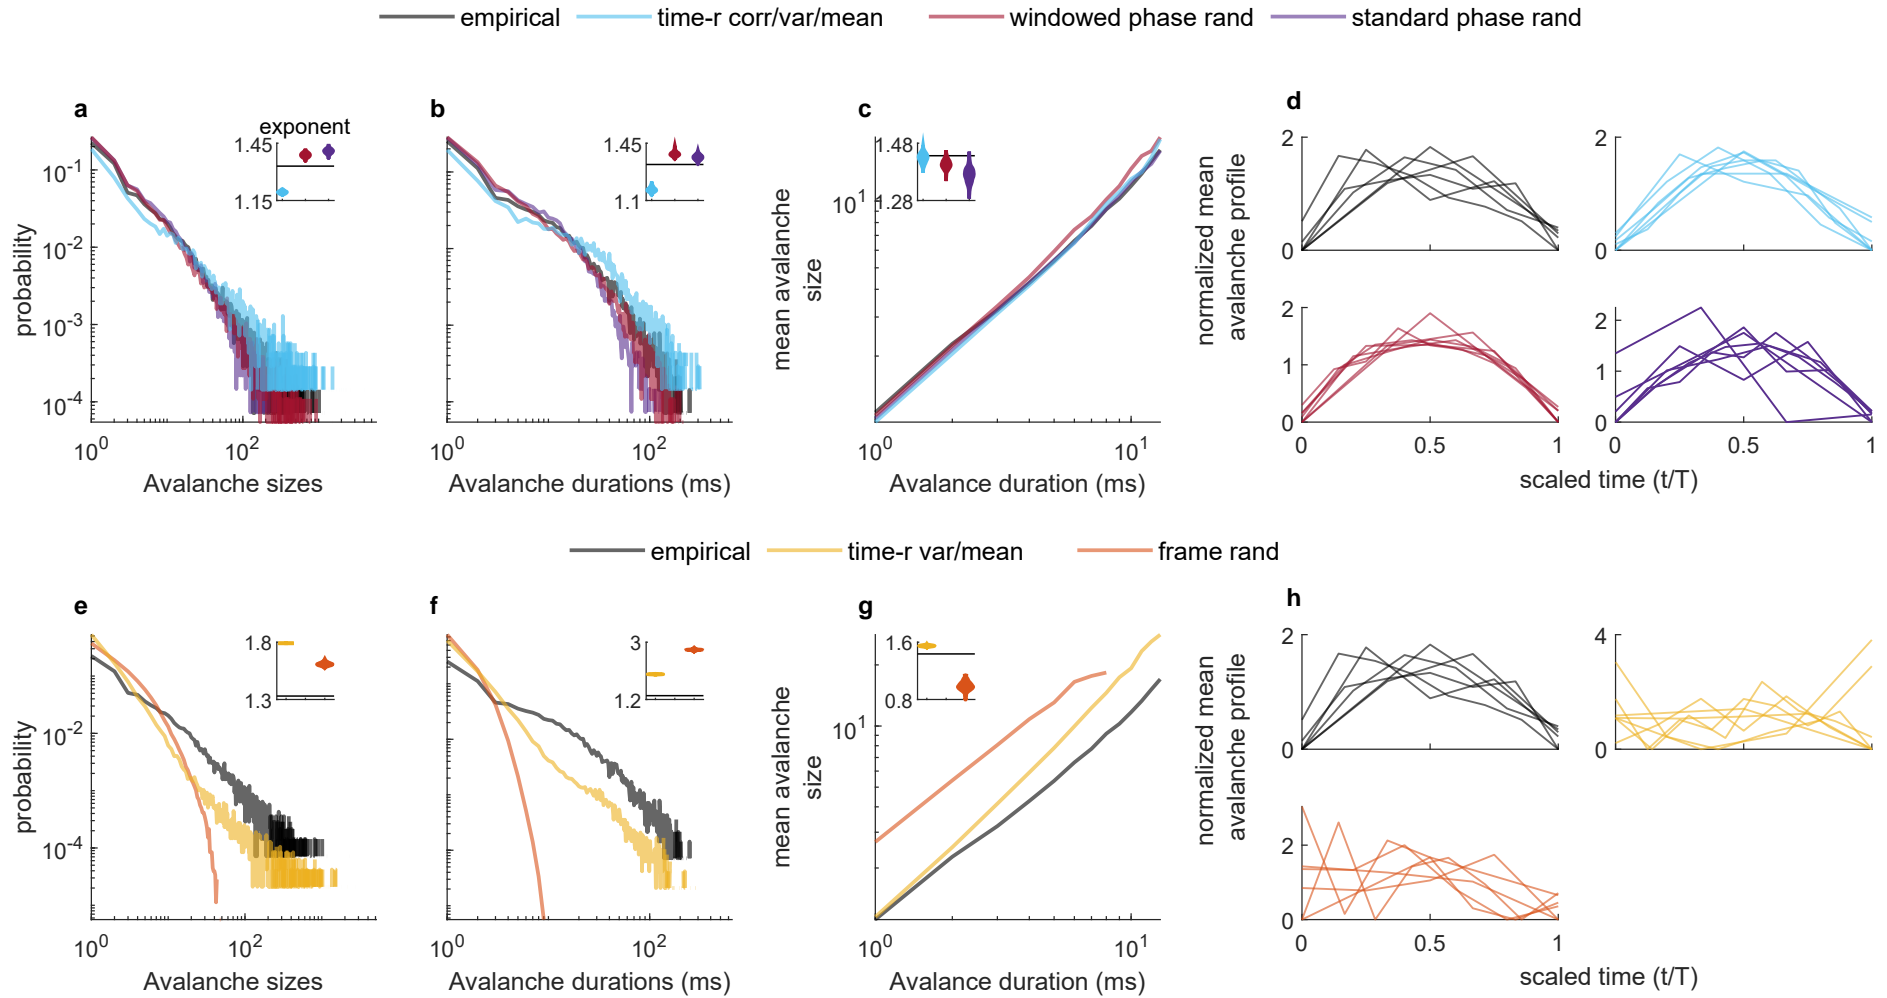 empirical time-r corr/var/mean windowed phase rand standard phase rand
a b c d
exponent
1.45
1.15
10^-1
10^-2
10^-3
10^-4
probability
10^0 10^2
Avalanche sizes
1.45
1.1
10^0 10^2
Avalanche durations (ms)
1.48
1.28
10^1
mean avalanche
size
10^0 10^1
Avalance duration (ms)
normalized mean
avalanche profile
2
1
0
2
1
0
2
1
0
0 0.5 1
2
1
0
0 0.5 1
scaled time (t/T)
empirical time-r var/mean frame rand
e f g h
1.8
1.3
10^-2
10^-4
probability
10^0 10^2
Avalanche sizes
3
1.2
10^0 10^2
Avalanche durations (ms)
1.6
0.8
10^1
mean avalanche
size
10^0 10^1
Avalance duration (ms)
normalized mean
avalanche profile
2
0
4
2
0
2
0
0 0.5 1
scaled time (t/T)